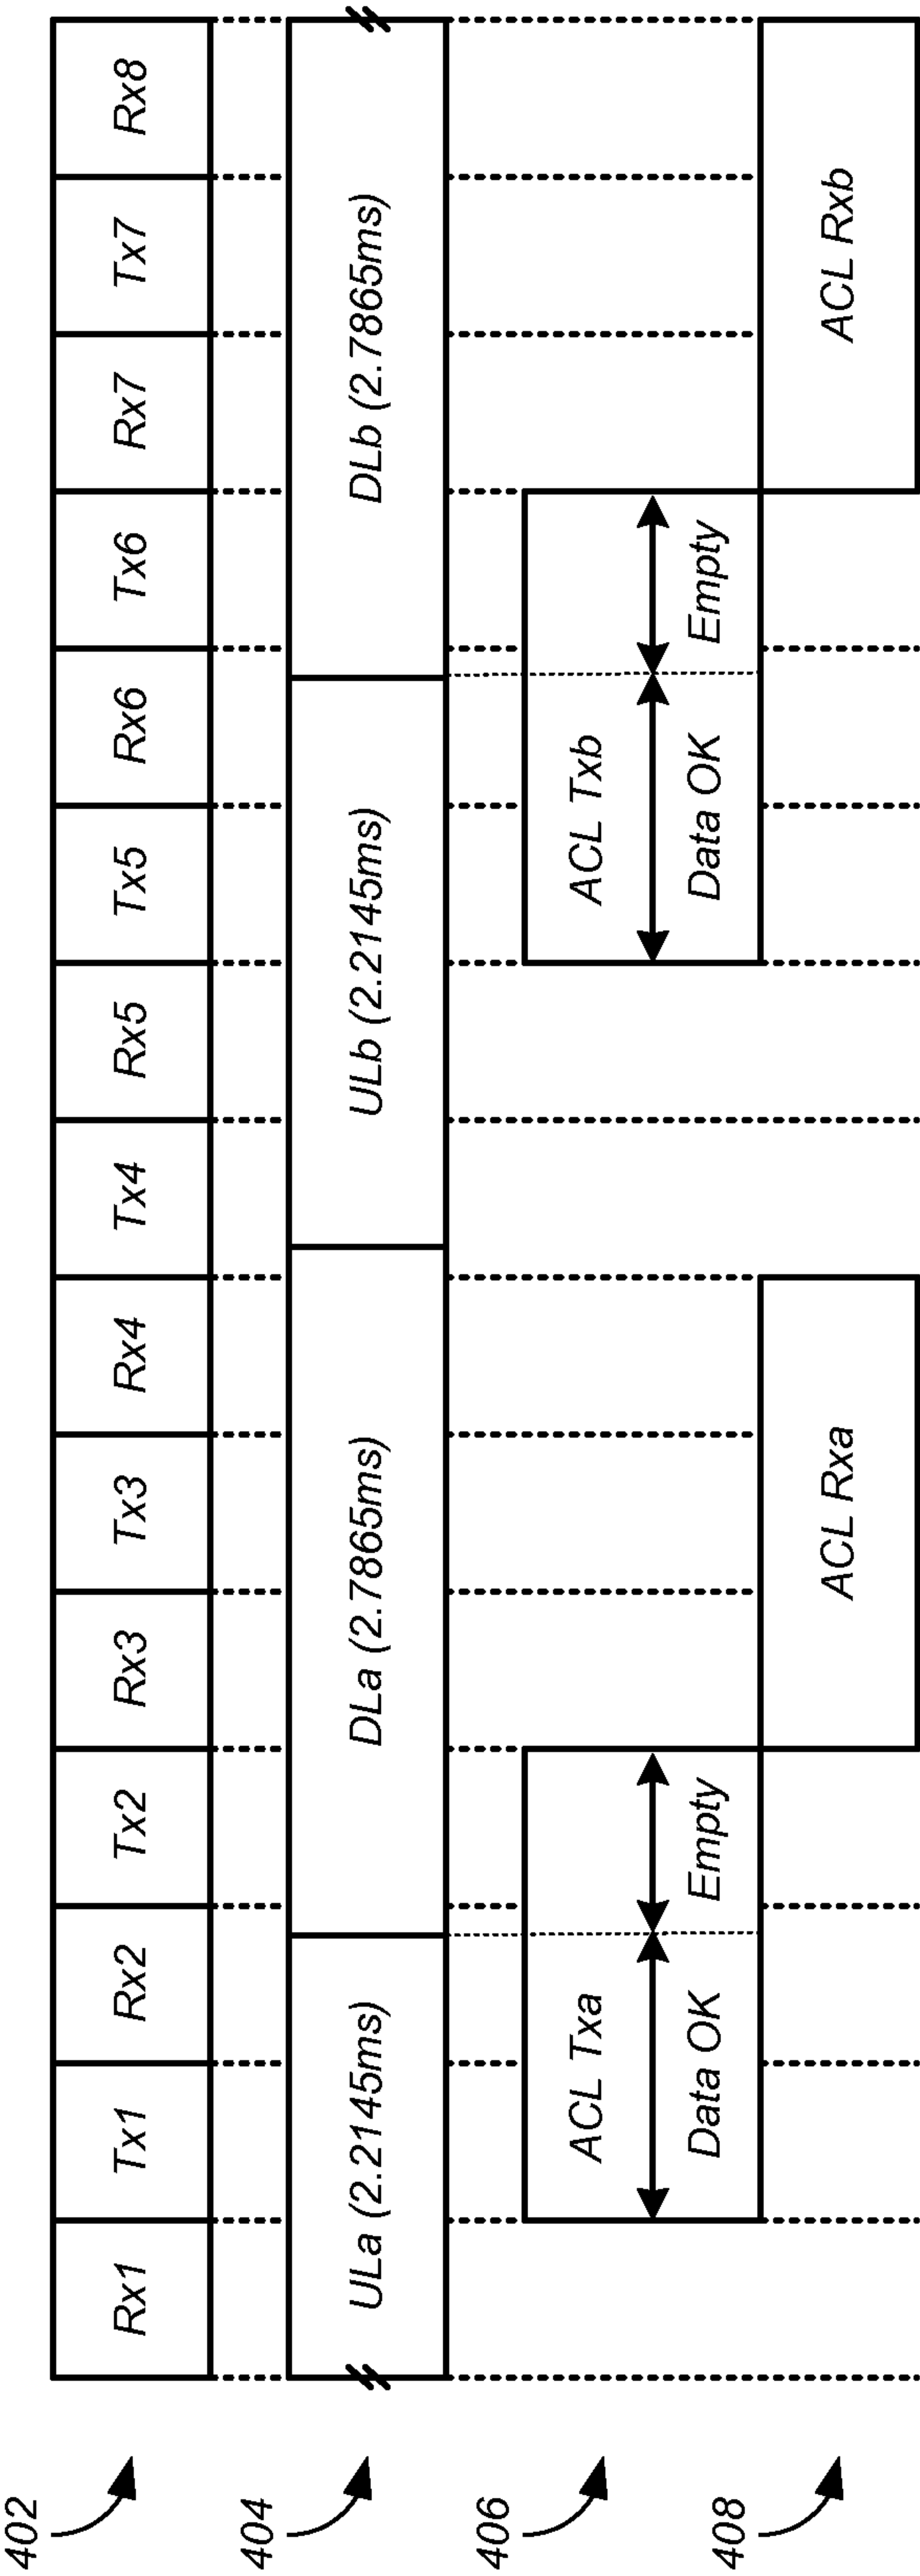 402
Rx1
Tx1
Rx2
Tx2
Rx3
Tx3
Rx4
Tx4
Rx5
Tx5
Rx6
Tx6
Rx7
Tx7
Rx8
404
ULa (2.2145ms)
DLa (2.7865ms)
ULb (2.2145ms)
DLb (2.7865ms)
406
ACL Txa
Data OK
Empty
ACL Txb
Data OK
Empty
408
ACL Rxa
ACL Rxb